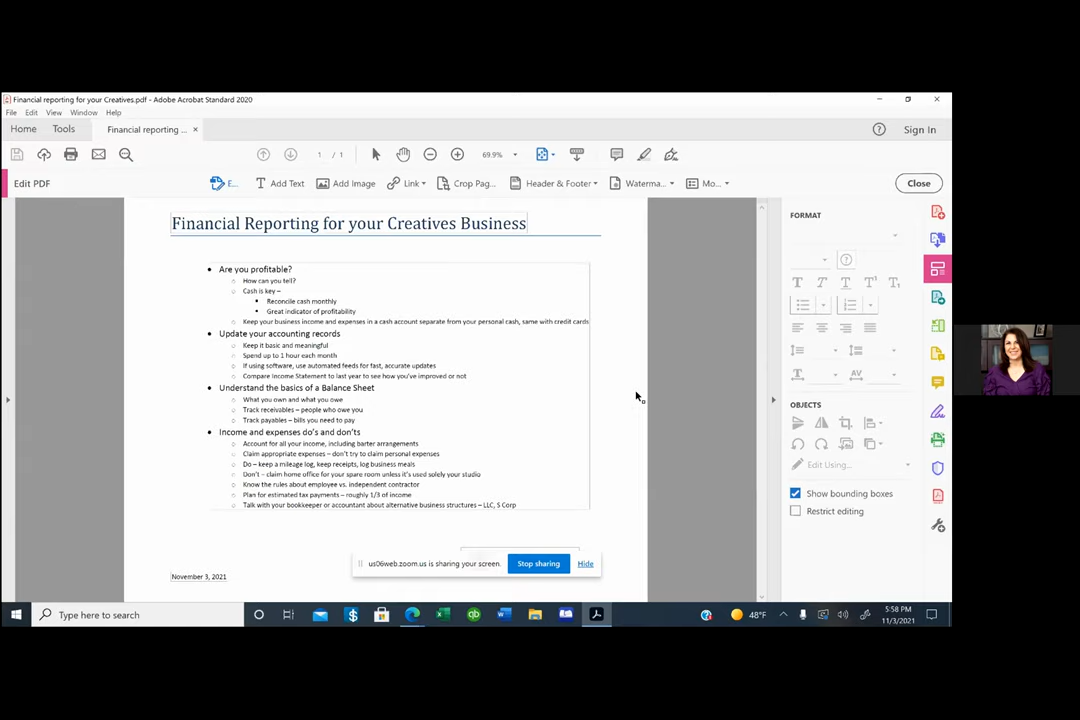 Financial reporting for your Creatives.pdf - Adobe Acrobat Standard 2020
File Edit View Window Help
Home Tools Financial reporting ... × Sign In
1 / 1 69.9%
Edit PDF E... Add Text Add Image Link Crop Pag... Header & Footer Waterma... Mo... Close
Financial Reporting for your Creatives Business
• Are you profitable?
○ How can you tell?
○ Cash is key –
▪ Reconcile cash monthly
▪ Great indicator of profitability
○ Keep your business income and expenses in a cash account separate from your personal cash, same with credit cards
• Update your accounting records
○ Keep it basic and meaningful
○ Spend up to 1 hour each month
○ If using software, use automated feeds for fast, accurate updates
○ Compare Income Statement to last year to see how you've improved or not
• Understand the basics of a Balance Sheet
○ What you own and what you owe
○ Track receivables – people who owe you
○ Track payables – bills you need to pay
• Income and expenses do's and don'ts
○ Account for all your income, including barter arrangements
○ Claim appropriate expenses – don't try to claim personal expenses
○ Do – keep a mileage log, keep receipts, log business meals
○ Don't – claim home office for your spare room unless it's used solely your studio
○ Know the rules about employee vs. independent contractor
○ Plan for estimated tax payments – roughly 1/3 of income
○ Talk with your bookkeeper or accountant about alternative business structures – LLC, S Corp
November 3, 2021
us06web.zoom.us is sharing your screen. Stop sharing Hide
FORMAT
OBJECTS
Edit Using...
Show bounding boxes
Restrict editing
Type here to search
48°F
5:58 PM
11/3/2021